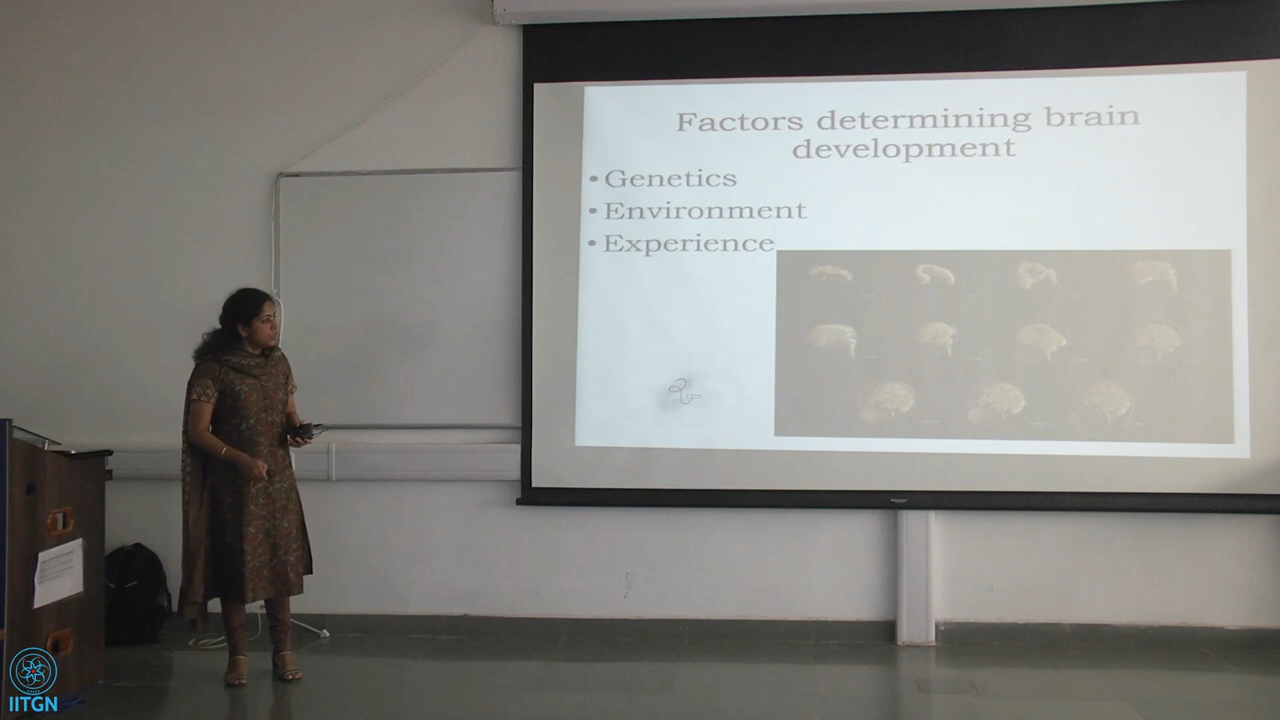 Factors determining brain
development
• Genetics
• Environment
• Experience
IITGN